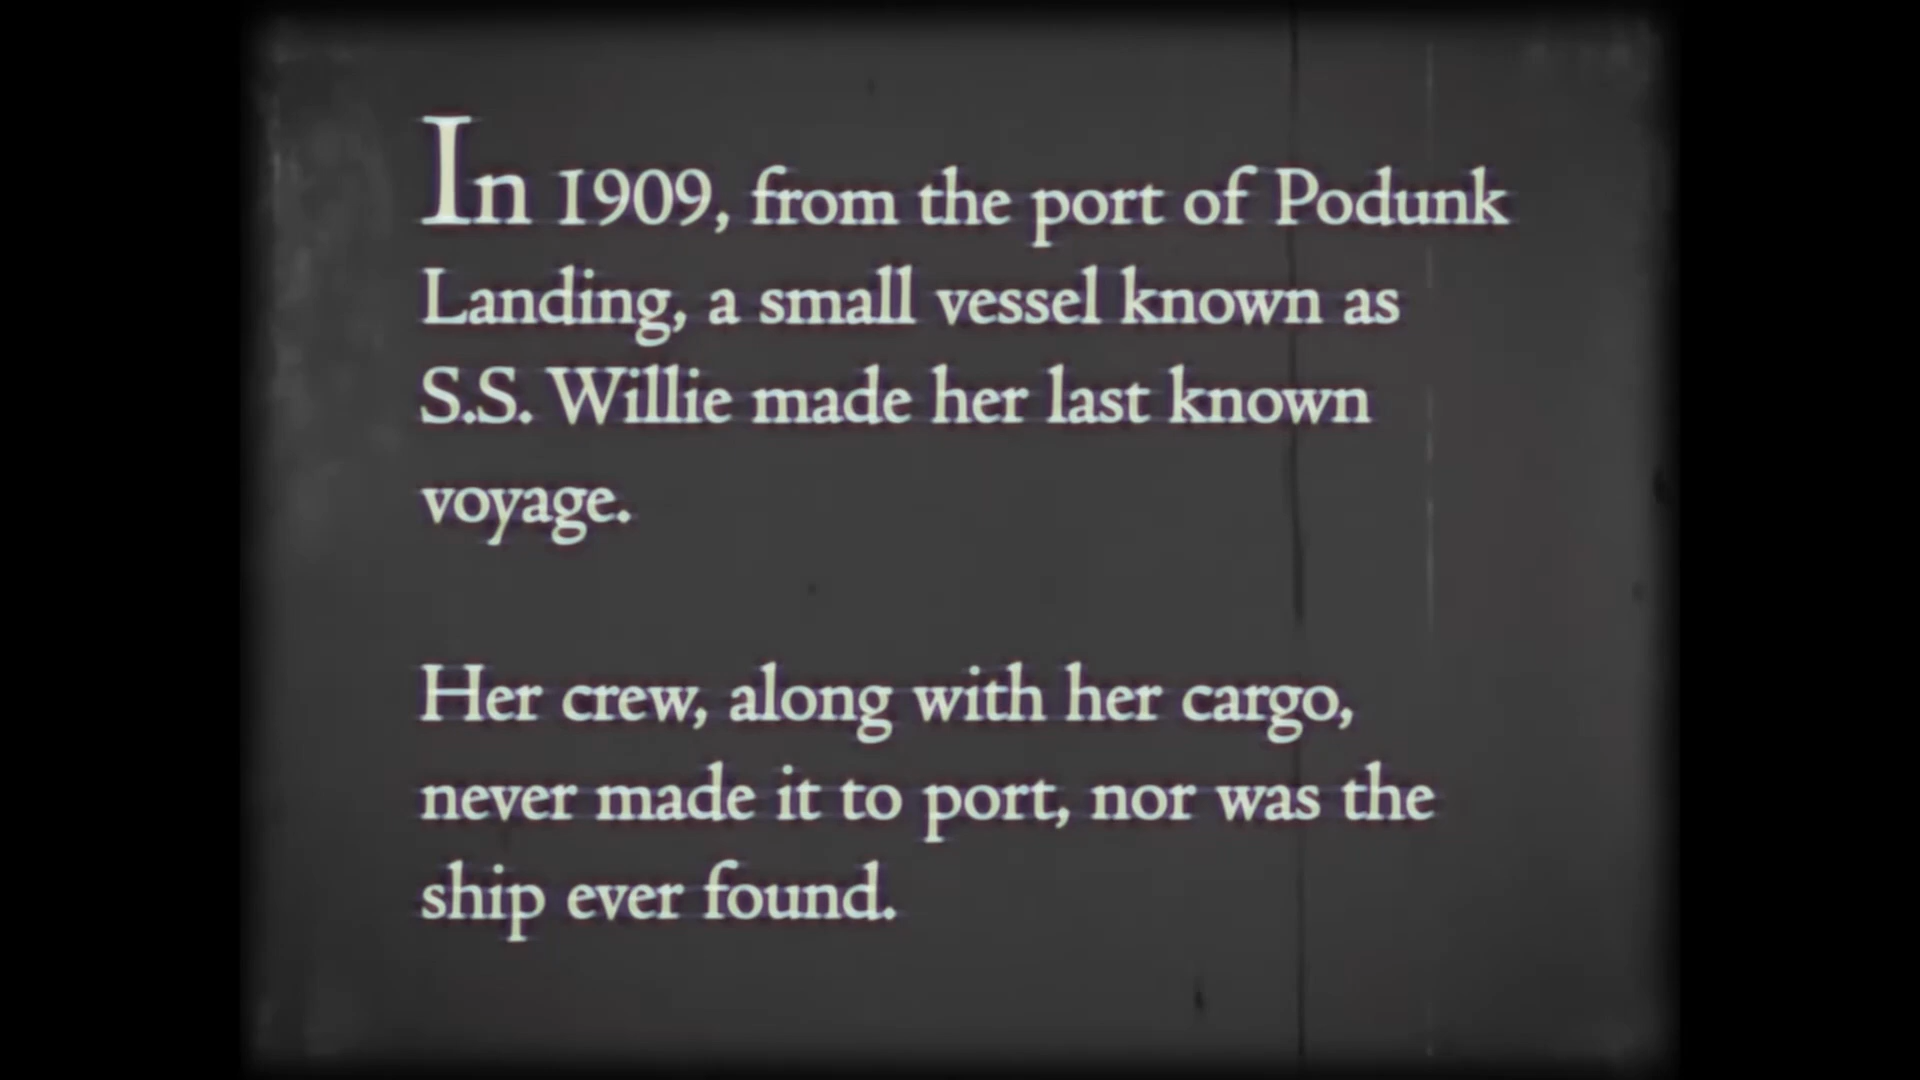 In 1909, from the port of Podunk
Landing, a small vessel known as
S.S. Willie made her last known
voyage.
Her crew, along with her cargo,
never made it to port, nor was the
ship ever found.